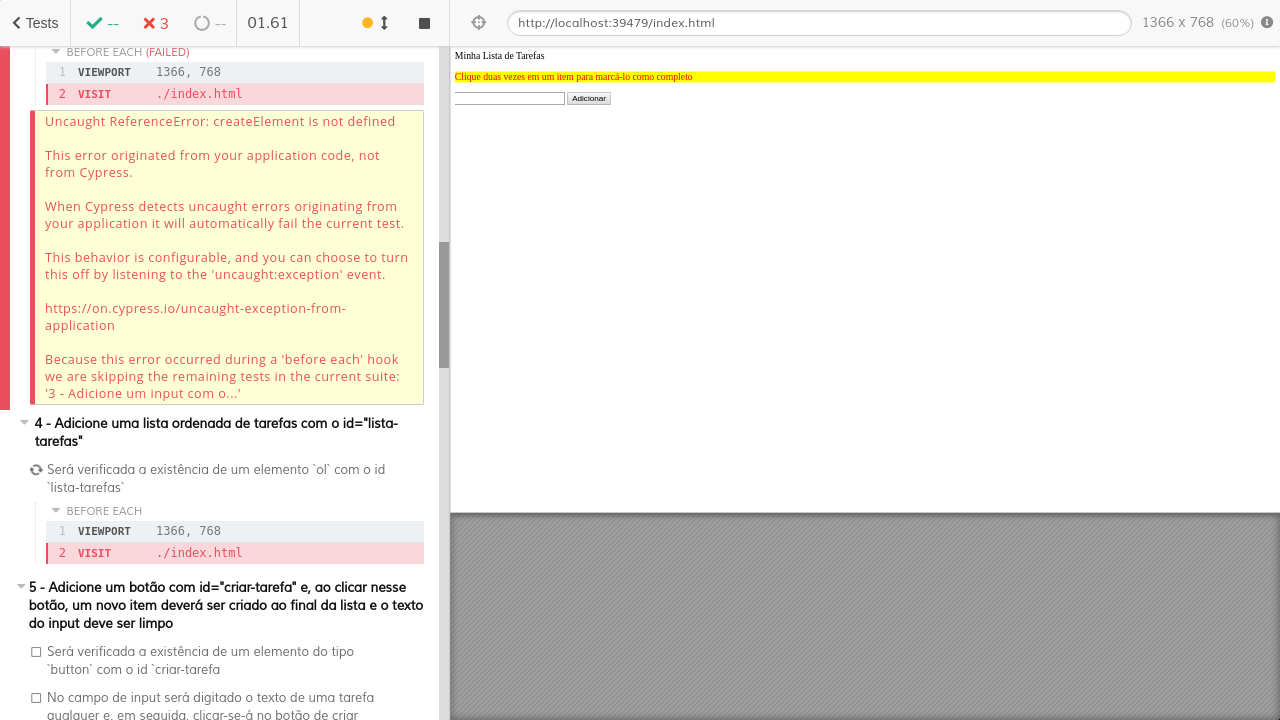 Tests
--
3
--
01.61
http://localhost:39479/index.html
1366 x 768 (60%)
BEFORE EACH (FAILED)
1 VIEWPORT 1366, 768
2 VISIT ./index.html
Uncaught ReferenceError: createElement is not defined
This error originated from your application code, not
from Cypress.
When Cypress detects uncaught errors originating from
your application it will automatically fail the current test.
This behavior is configurable, and you can choose to turn
this off by listening to the 'uncaught:exception' event.
https://on.cypress.io/uncaught-exception-from-
application
Because this error occurred during a 'before each' hook
we are skipping the remaining tests in the current suite:
'3 - Adicione um input com o...'
4 - Adicione uma lista ordenada de tarefas com o id="lista-
tarefas"
Será verificada a existência de um elemento `ol` com o id
`lista-tarefas`
BEFORE EACH
1 VIEWPORT 1366, 768
2 VISIT ./index.html
5 - Adicione um botão com id="criar-tarefa" e, ao clicar nesse
botão, um novo item deverá ser criado ao final da lista e o texto
do input deve ser limpo
Será verificada a existência de um elemento do tipo
`button` com o id `criar-tarefa
No campo de input será digitado o texto de uma tarefa
qualquer e, em seguida, clicar-se-á no botão de criar
Minha Lista de Tarefas
Clique duas vezes em um item para marcá-lo como completo
Adicionar